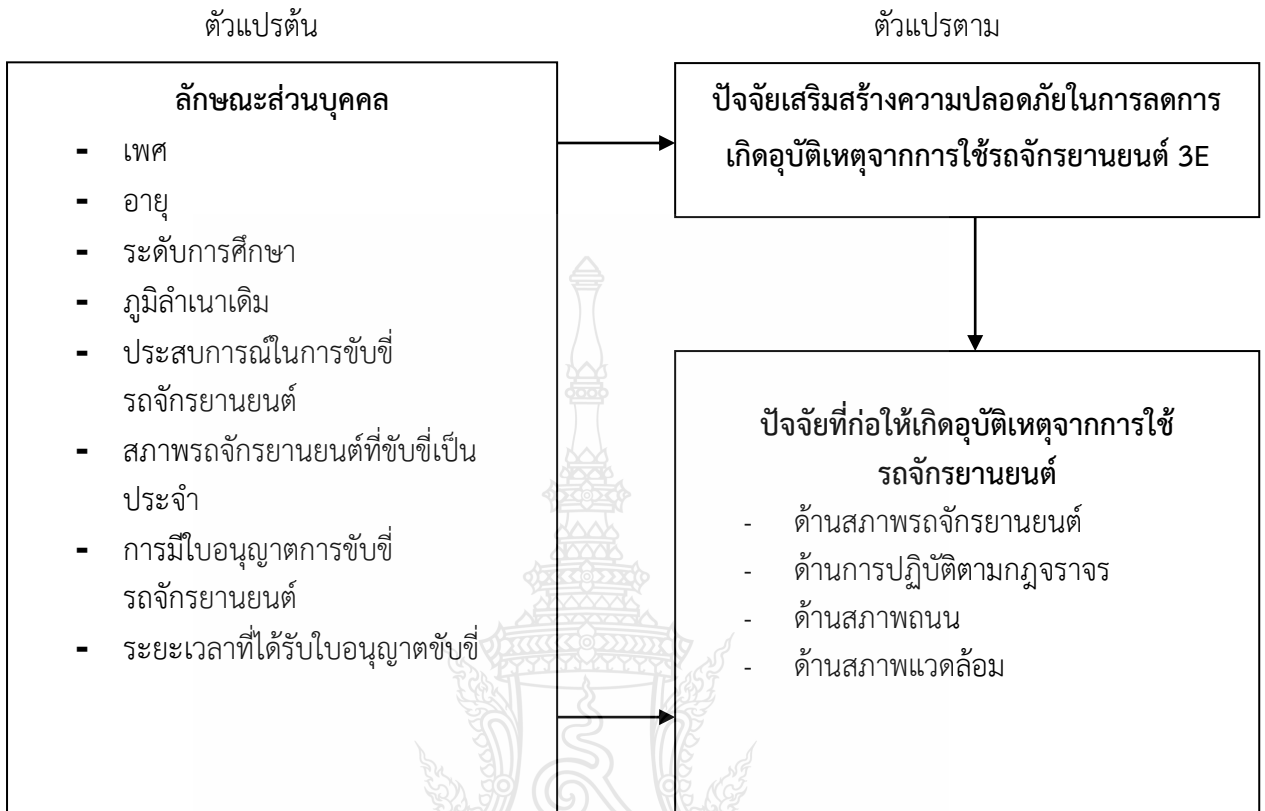 ตัวแปรต้น
ตัวแปรตาม
ลักษณะส่วนบุคคล
- เพศ
- อายุ
- ระดับการศึกษา
- ภูมิลำเนาเดิม
- ประสบการณ์ในการขับขี่
รถจักรยานยนต์
- สภาพรถจักรยานยนต์ที่ขับขี่เป็น
ประจำ
- การมีใบอนุญาตการขับขี่
รถจักรยานยนต์
- ระยะเวลาที่ได้รับใบอนุญาตขับขี่
ปัจจัยเสริมสร้างความปลอดภัยในการลดการ
เกิดอุบัติเหตุจากการใช้รถจักรยานยนต์ 3E
ปัจจัยที่ก่อให้เกิดอุบัติเหตุจากการใช้
รถจักรยานยนต์
- ด้านสภาพรถจักรยานยนต์
- ด้านการปฏิบัติตามกฎจราจร
- ด้านสภาพถนน
- ด้านสภาพแวดล้อม